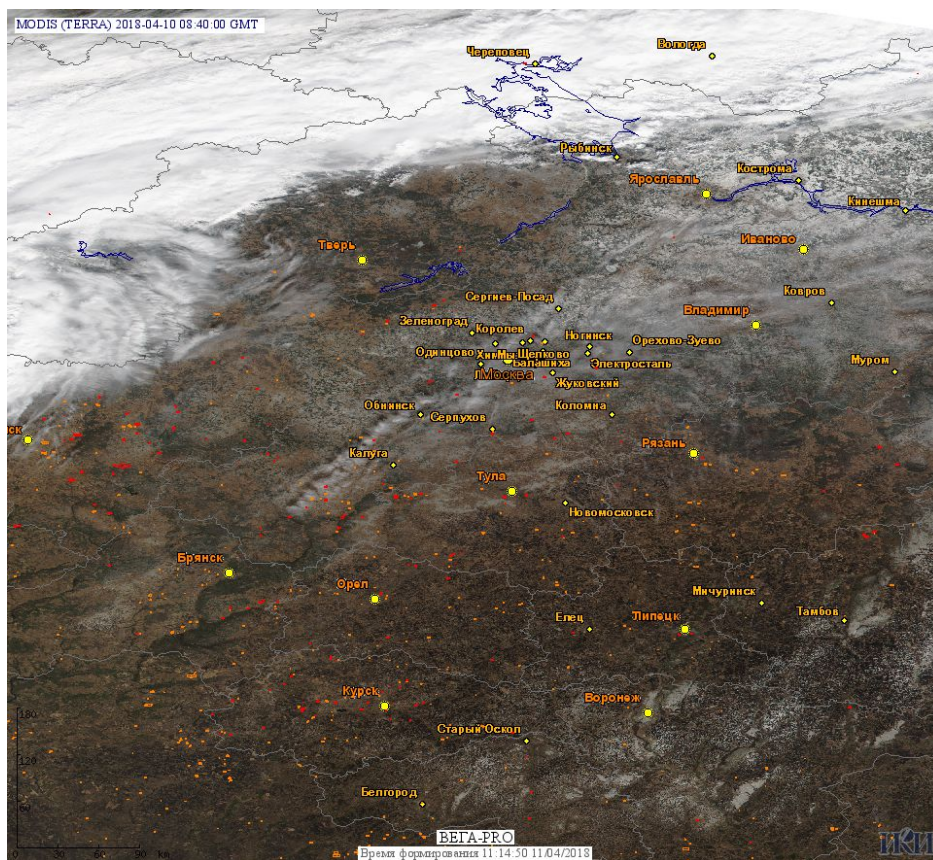 MODIS (TERRA) 2018-04-10 08:40:00 GMT
Вологда
Череповец
Рыбинск
Кострома
Ярославль
Кинешма
Тверь
Иваново
Ковров
Сергиев-Посад
Владимир
Зеленоград
Королев
Ногинск
Орехово-Зуево
Одинцово
Щелково
Балашиха
Электросталь
Муром
Москва
Жуковский
Обнинск
Серпухов
Коломна
нск
Рязань
Калуга
Тула
Новомосковск
Брянск
Орел
Мичуринск
Тамбов
Елец
Липецк
Курск
Воронеж
180
Старый Оскол
120
Белгород
ВЕГА-PRO
ИКИ
Время формирования 11:14:50 11/04/2018